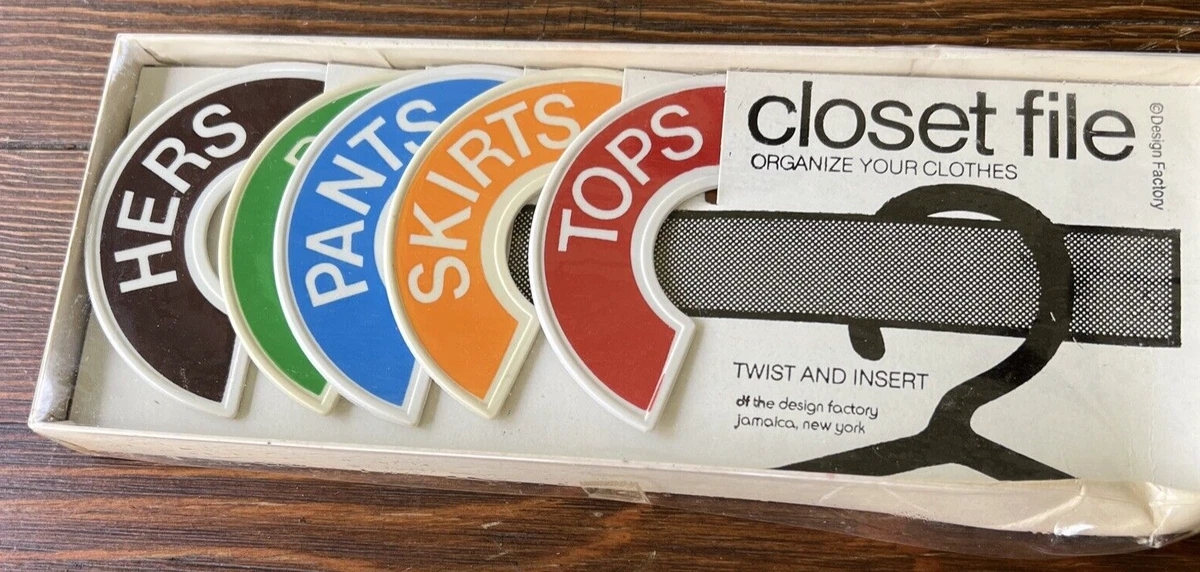 HERS
PANTS
SKIRTS
TOPS
closet file
ORGANIZE YOUR CLOTHES
©Design Factory
TWIST AND INSERT
df the design factory
jamaica, new york